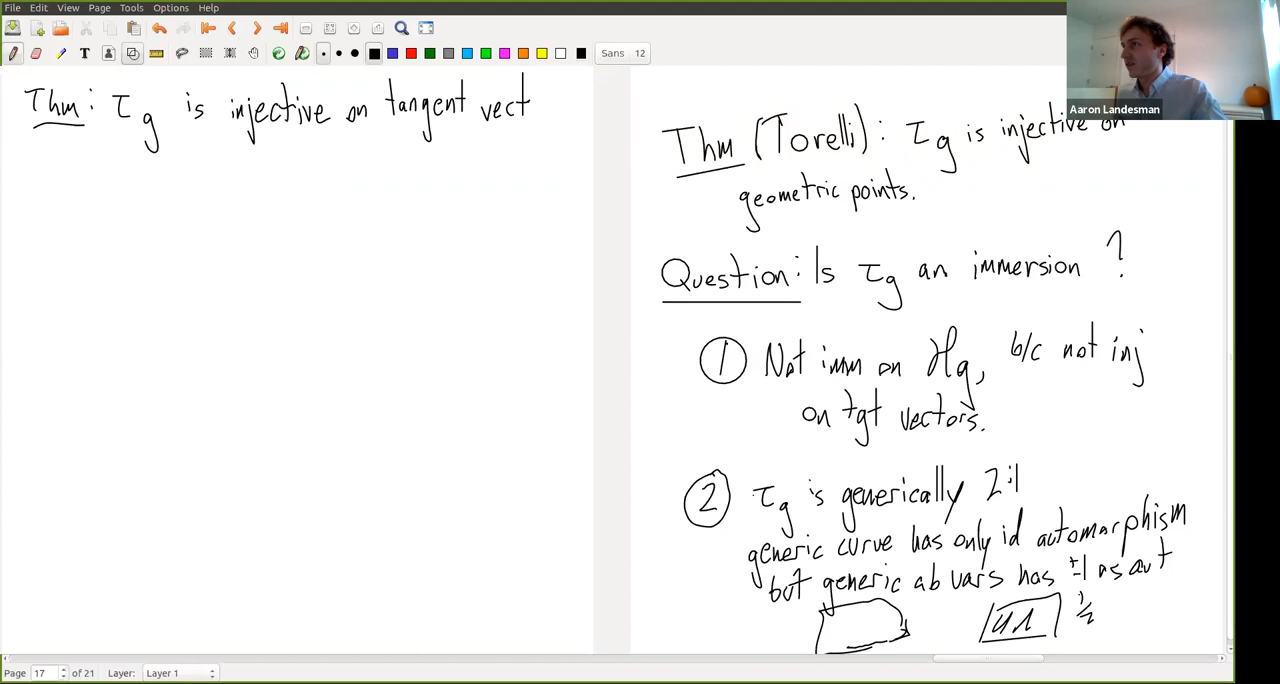 File Edit View Page Tools Options Help
Sans 12
Aaron Landesman
Thm: τg is injective on tangent vect
Thm (Torelli): τg is injective on
geometric points.
Question: Is τg an immersion?
① Not imm on Hg, b/c not inj
on tgt vectors.
② τg is generically 2:1
generic curve has only id automorphism
but generic ab vars has ±1 as aut
Page 17 of 21 Layer: Layer 1